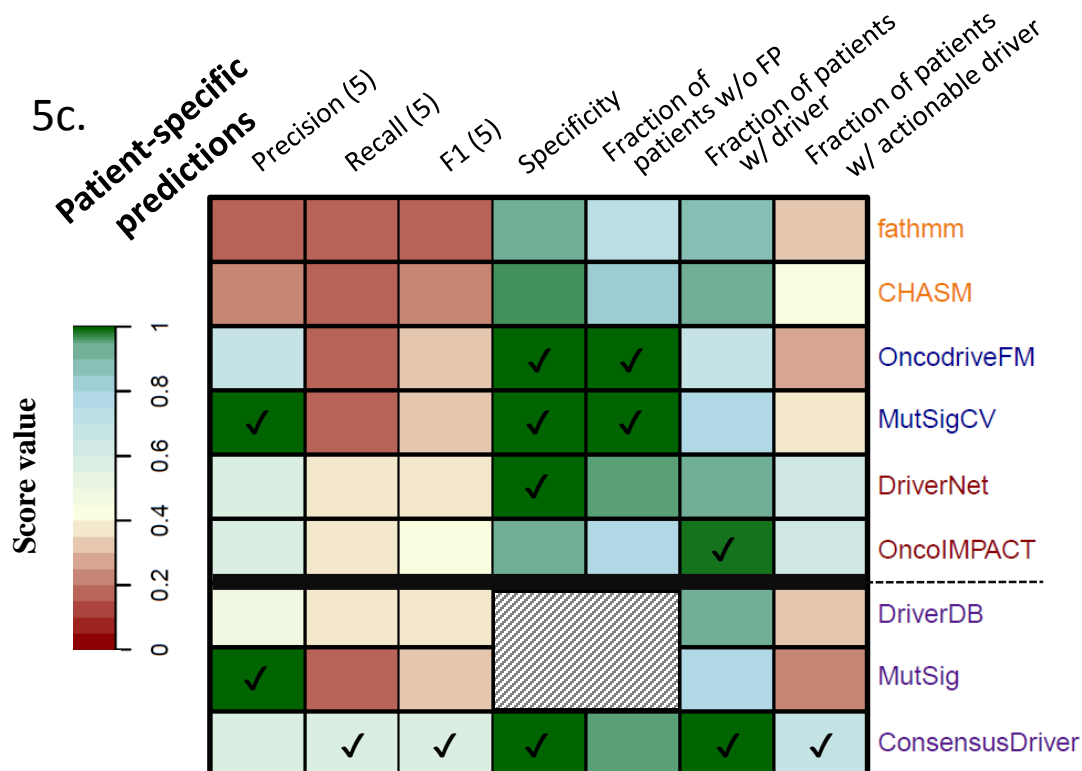 5c.
Patient-specific
predictions
Precision (5)
Recall (5)
F1 (5)
Specificity
Fraction of
patients w/o FP
Fraction of patients
w/ driver
Fraction of patients
w/ actionable driver
fathmm
CHASM
OncodriveFM
✓ ✓
MutSigCV
✓ ✓ ✓
DriverNet
✓
OncoIMPACT
✓
DriverDB
MutSig
✓
ConsensusDriver
✓ ✓ ✓ ✓ ✓
Score value
1
0.8
0.6
0.4
0.2
0